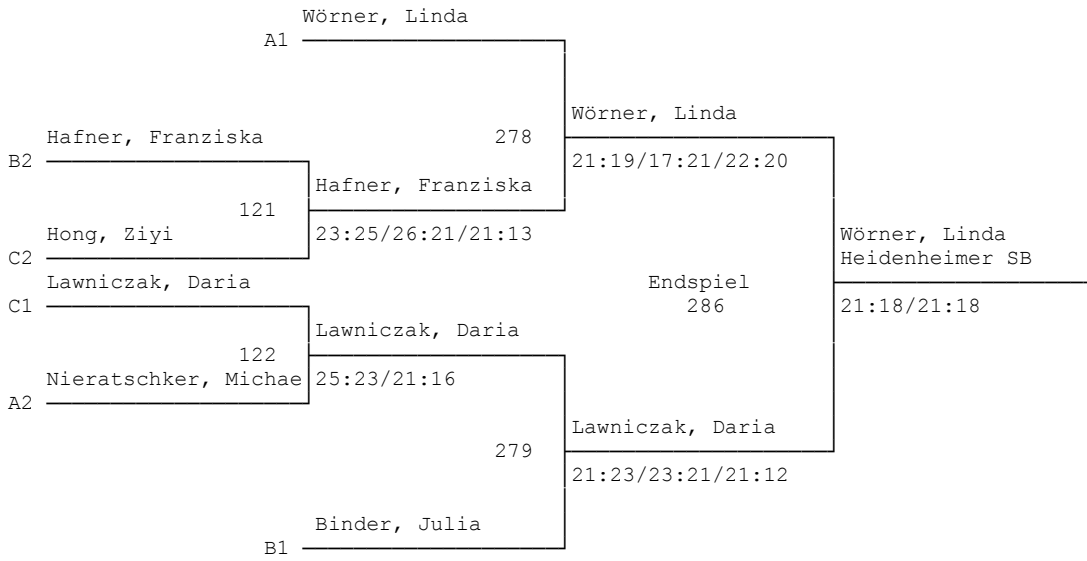 Wörner, Linda
A1
Wörner, Linda
Hafner, Franziska
278
B2
21:19/17:21/22:20
Hafner, Franziska
121
Hong, Ziyi
23:25/26:21/21:13
Wörner, Linda
C2
Heidenheimer SB
Lawniczak, Daria
Endspiel
C1
286
21:18/21:18
Lawniczak, Daria
122
Nieratschker, Michae
25:23/21:16
A2
Lawniczak, Daria
279
21:23/23:21/21:12
Binder, Julia
B1